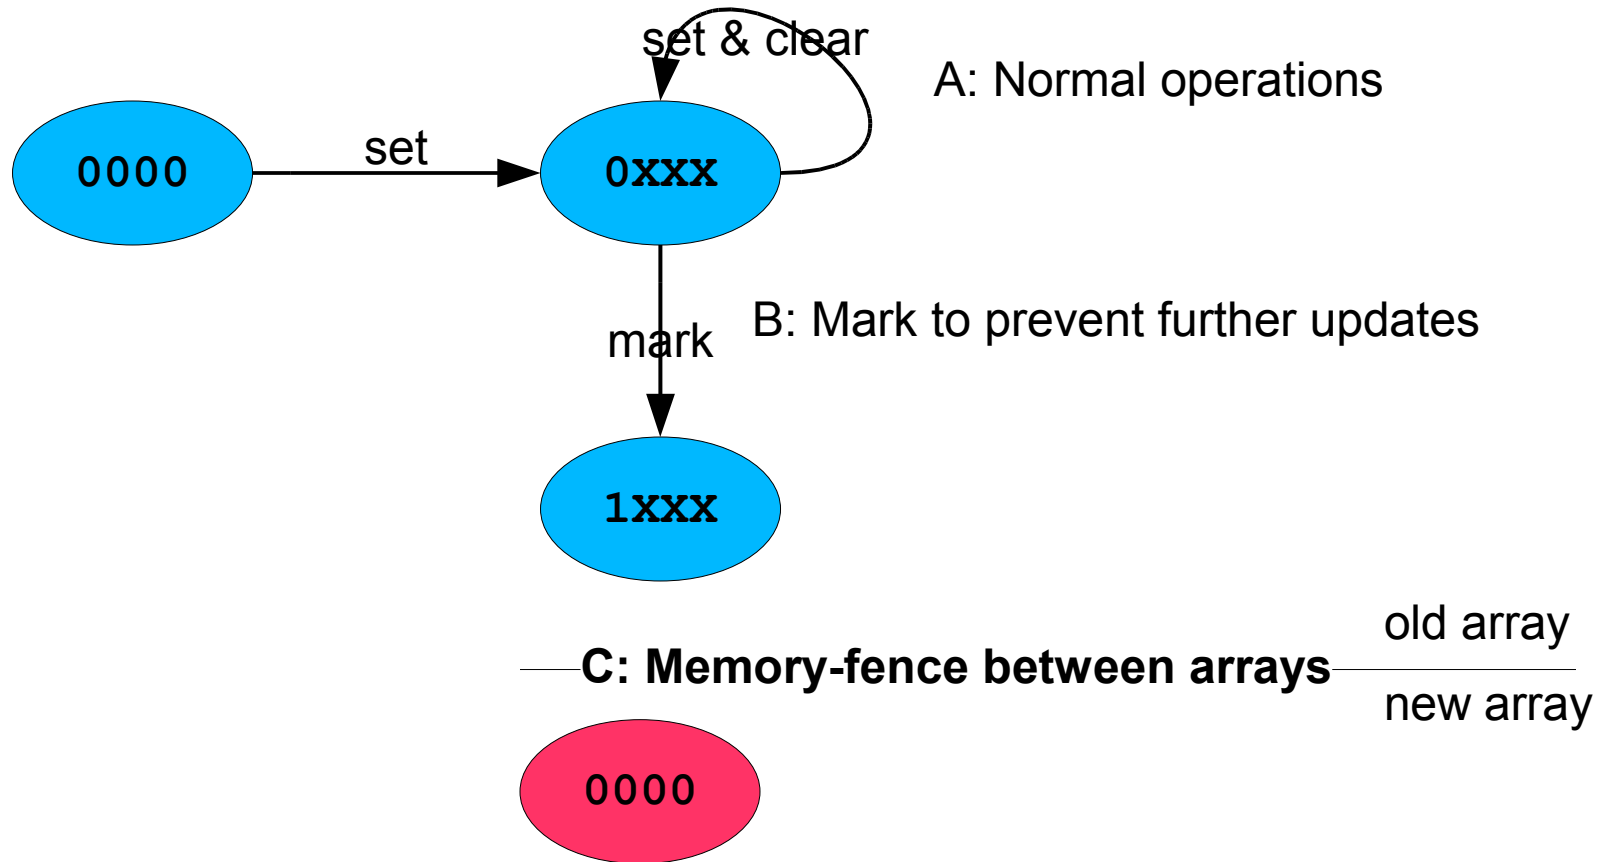 set & clear
A: Normal operations
0000
set
0xxx
mark
B: Mark to prevent further updates
1xxx
old array
C: Memory-fence between arrays
new array
0000